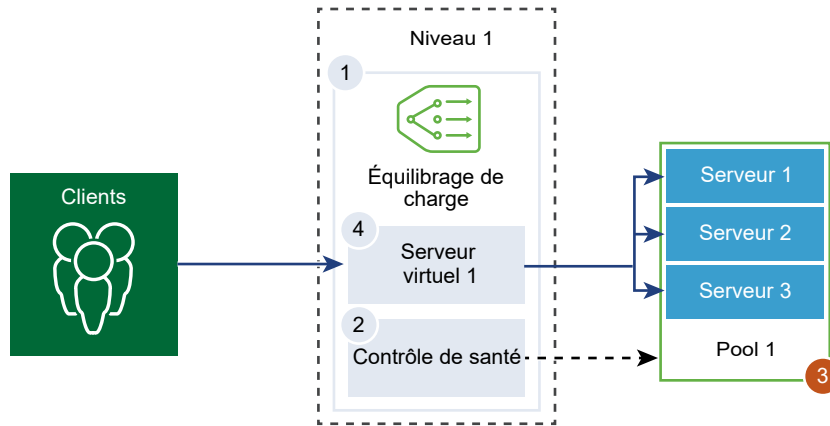 Niveau 1
1
Équilibrage de
charge
Clients
4
Serveur
virtuel 1
2
Contrôle de santé
Serveur 1
Serveur 2
Serveur 3
Pool 1
3